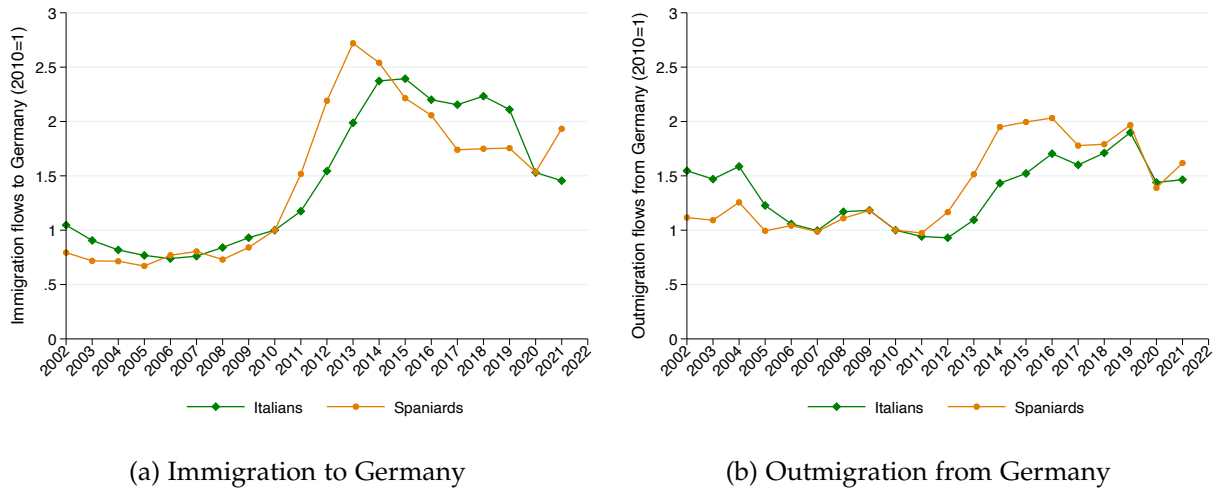 Immigration flows to Germany (2010=1)
3
2.5
2
1.5
1
.5
0
2002 2003 2004 2005 2006 2007 2008 2009 2010 2011 2012 2013 2014 2015 2016 2017 2018 2019 2020 2021 2022
Italians Spaniards
(a) Immigration to Germany
Outmigration flows from Germany (2010=1)
3
2.5
2
1.5
1
.5
0
2002 2003 2004 2005 2006 2007 2008 2009 2010 2011 2012 2013 2014 2015 2016 2017 2018 2019 2020 2021 2022
Italians Spaniards
(b) Outmigration from Germany